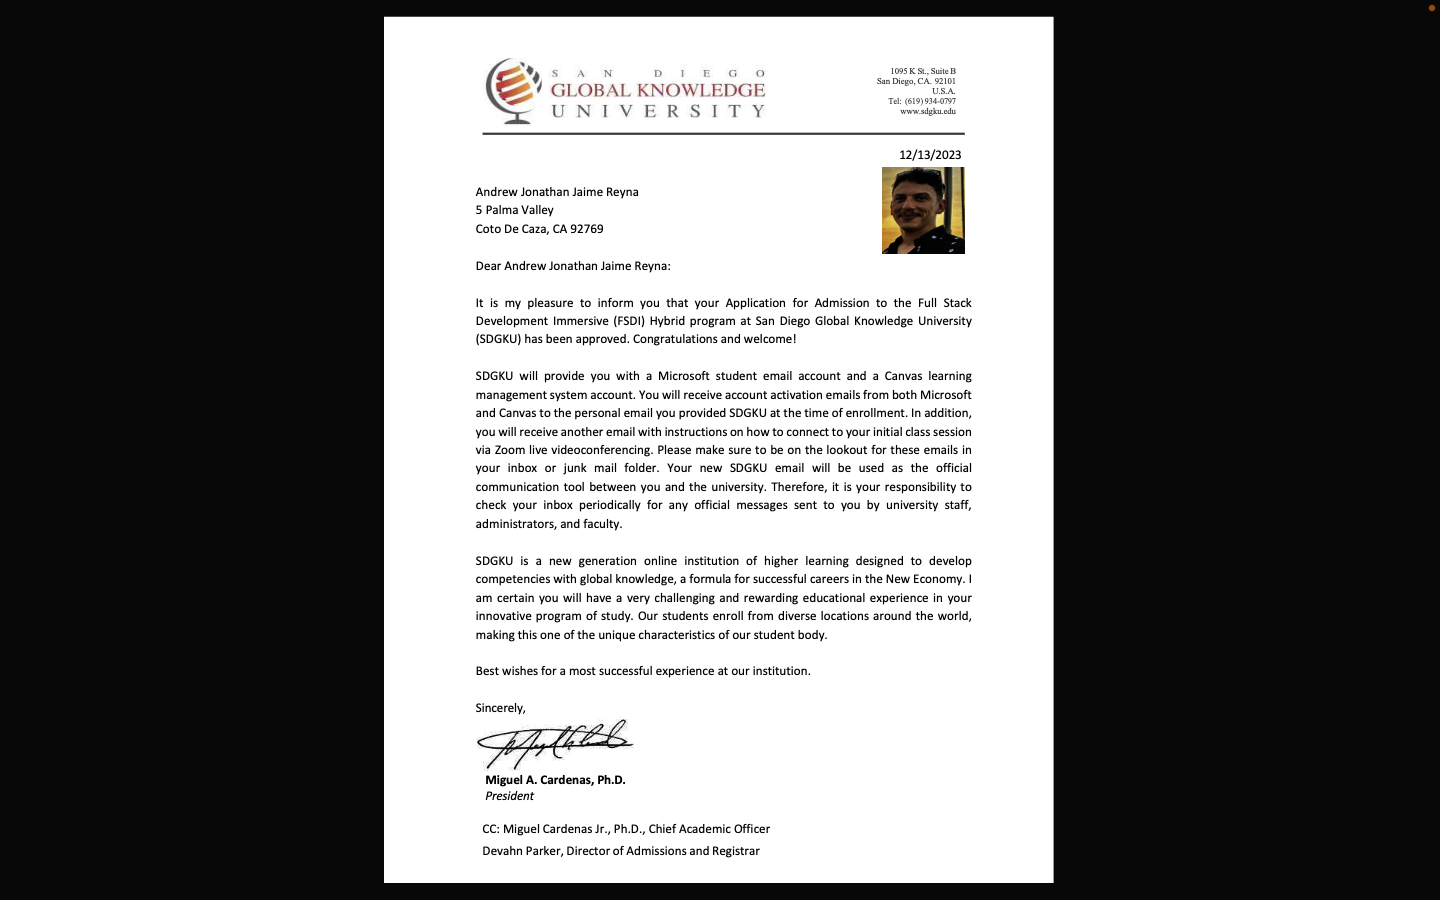 SAN DIEGO
GLOBAL KNOWLEDGE
UNIVERSITY
1095 K St., Suite B
San Diego, CA. 92101
U.S.A.
Tel: (619) 934-0797
www.sdgku.edu
12/13/2023
Andrew Jonathan Jaime Reyna
5 Palma Valley
Coto De Caza, CA 92769
Dear Andrew Jonathan Jaime Reyna:
It is my pleasure to inform you that your Application for Admission to the Full Stack
Development Immersive (FSDI) Hybrid program at San Diego Global Knowledge University
(SDGKU) has been approved. Congratulations and welcome!
SDGKU will provide you with a Microsoft student email account and a Canvas learning
management system account. You will receive account activation emails from both Microsoft
and Canvas to the personal email you provided SDGKU at the time of enrollment. In addition,
you will receive another email with instructions on how to connect to your initial class session
via Zoom live videoconferencing. Please make sure to be on the lookout for these emails in
your inbox or junk mail folder. Your new SDGKU email will be used as the official
communication tool between you and the university. Therefore, it is your responsibility to
check your inbox periodically for any official messages sent to you by university staff,
administrators, and faculty.
SDGKU is a new generation online institution of higher learning designed to develop
competencies with global knowledge, a formula for successful careers in the New Economy. I
am certain you will have a very challenging and rewarding educational experience in your
innovative program of study. Our students enroll from diverse locations around the world,
making this one of the unique characteristics of our student body.
Best wishes for a most successful experience at our institution.
Sincerely,
Miguel A. Cardenas, Ph.D.
President
CC: Miguel Cardenas Jr., Ph.D., Chief Academic Officer
Devahn Parker, Director of Admissions and Registrar